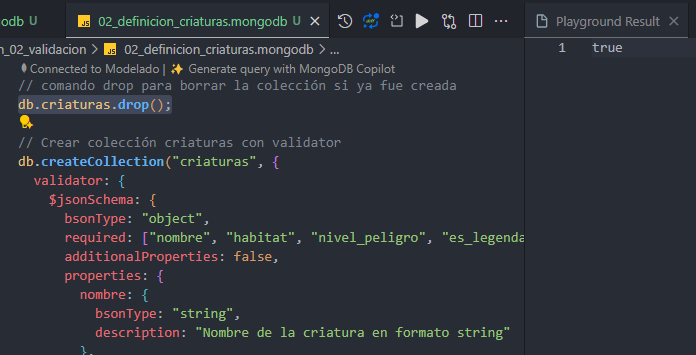 odb U
02_definicion_criaturas.mongodb U
Playground Result
n_02_validacion > 02_definicion_criaturas.mongodb > ...
1 true
Connected to Modelado | ✨ Generate query with MongoDB Copilot
// comando drop para borrar la colección si ya fue creada
db.criaturas.drop();
// Crear colección criaturas con validator
db.createCollection("criaturas", {
validator: {
$jsonSchema: {
bsonType: "object",
required: ["nombre", "habitat", "nivel_peligro", "es_legenda
additionalProperties: false,
properties: {
nombre: {
bsonType: "string",
description: "Nombre de la criatura en formato string"
},